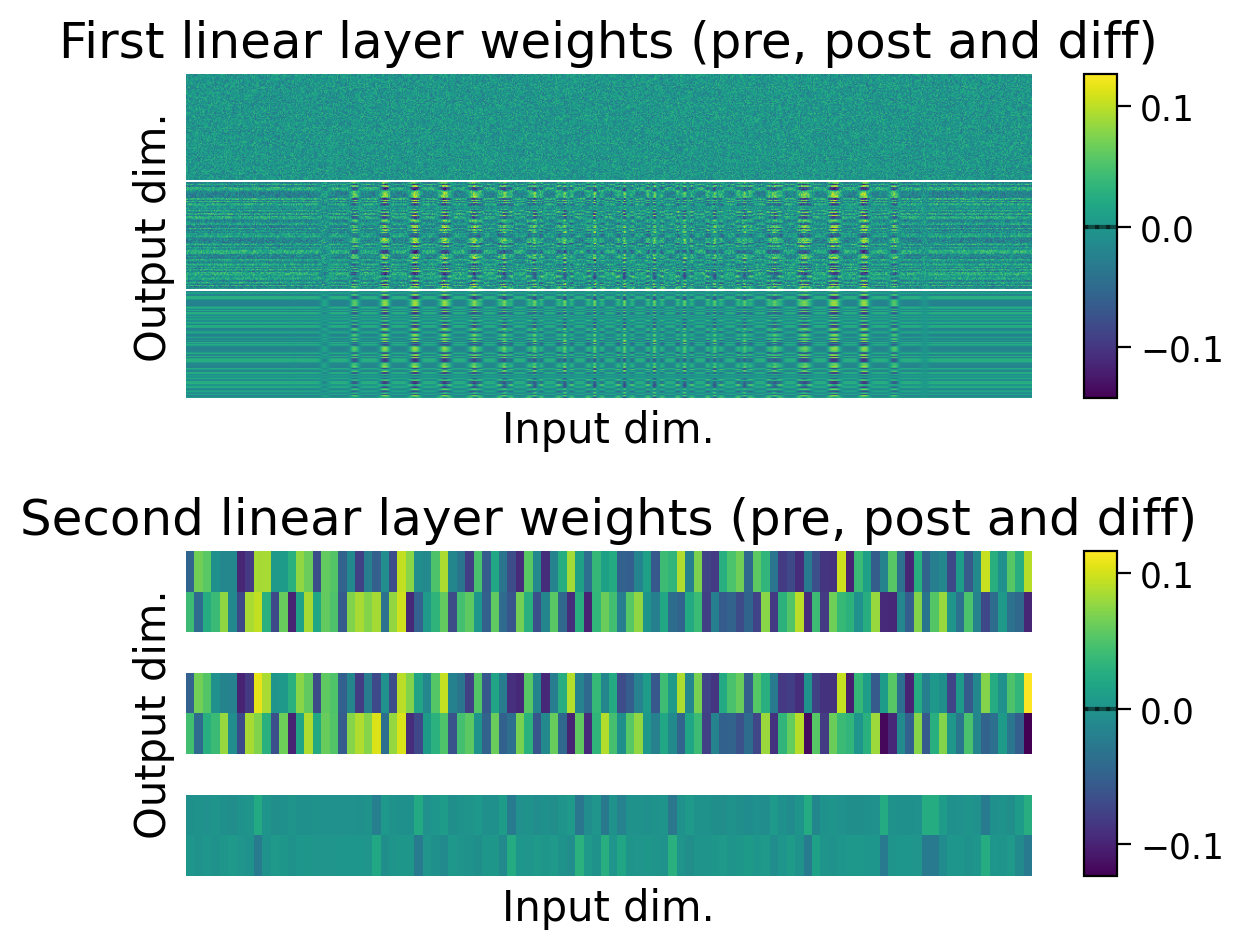 First linear layer weights (pre, post and diff)
Output dim.
0.1
0.0
−0.1
Input dim.
Second linear layer weights (pre, post and diff)
Output dim.
0.1
0.0
−0.1
Input dim.